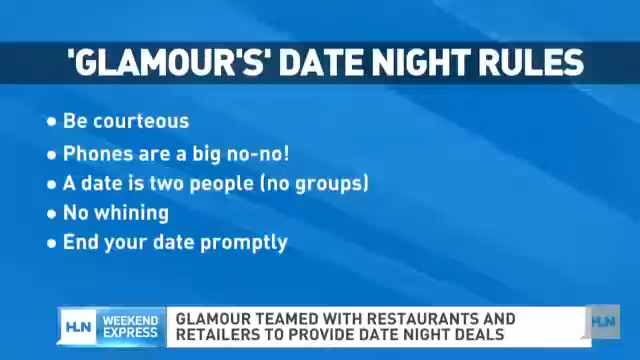 'GLAMOUR'S' DATE NIGHT RULES
● Be courteous
● Phones are a big no-no!
● A date is two people (no groups)
● No whining
● End your date promptly
HLN
WEEKEND
EXPRESS
GLAMOUR TEAMED WITH RESTAURANTS AND
RETAILERS TO PROVIDE DATE NIGHT DEALS
HLN